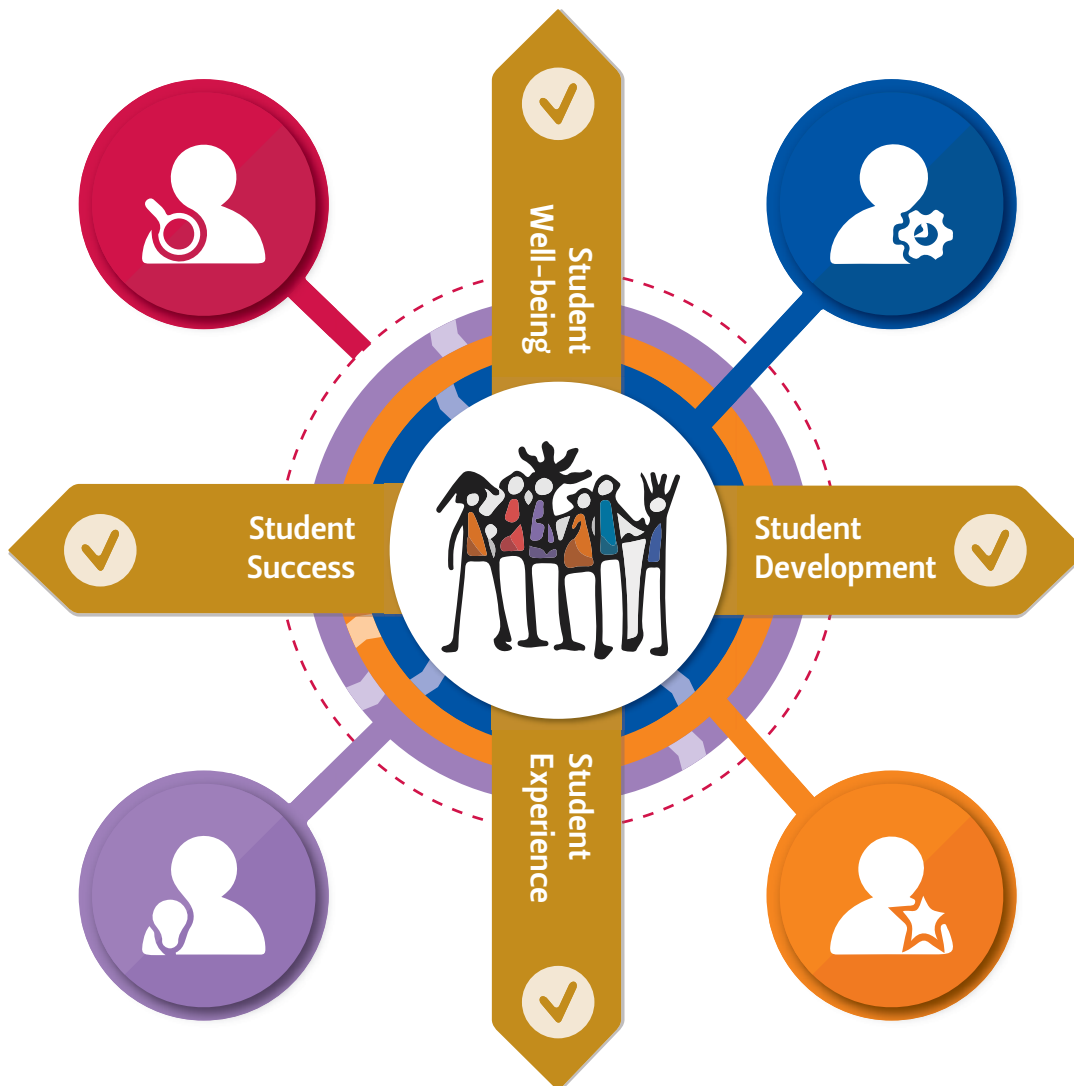 Student
Well-being
Student
Success
Student
Development
Student
Experience